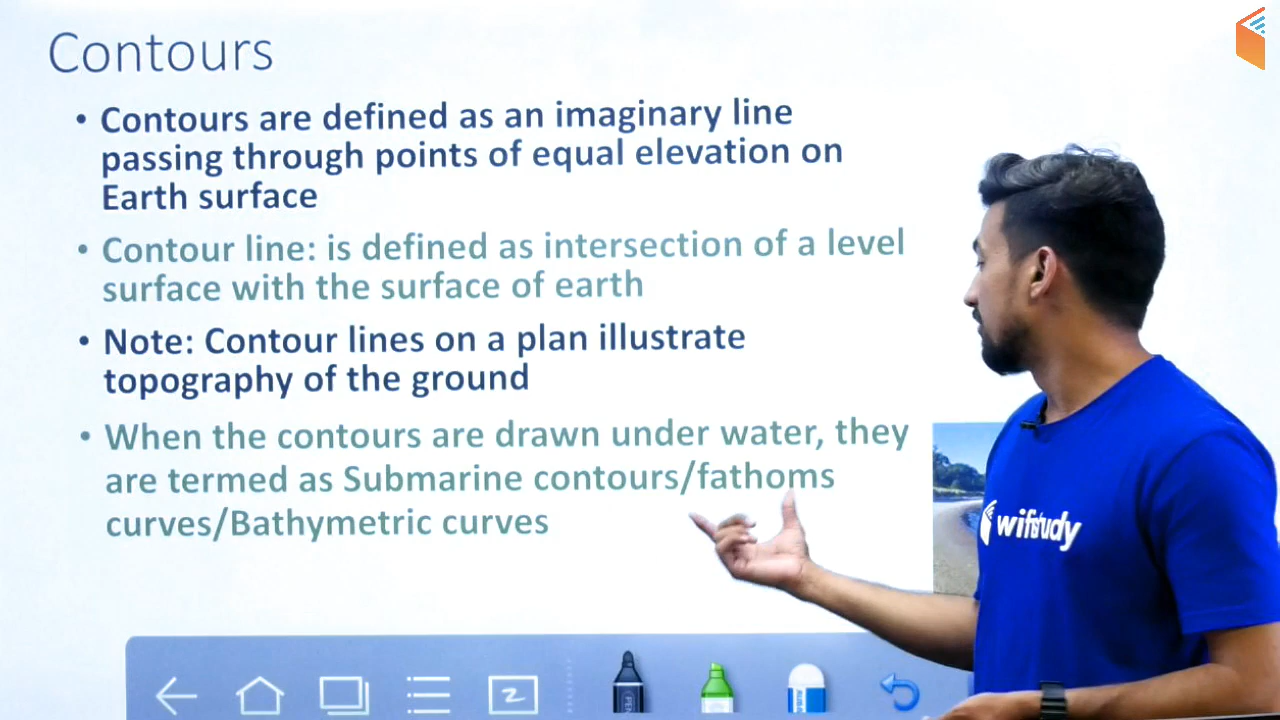 Contours
• Contours are defined as an imaginary line
passing through points of equal elevation on
Earth surface
• Contour line: is defined as intersection of a level
surface with the surface of earth
• Note: Contour lines on a plan illustrate
topography of the ground
• When the contours are drawn under water, they
are termed as Submarine contours/fathoms
curves/Bathymetric curves
wifistudy